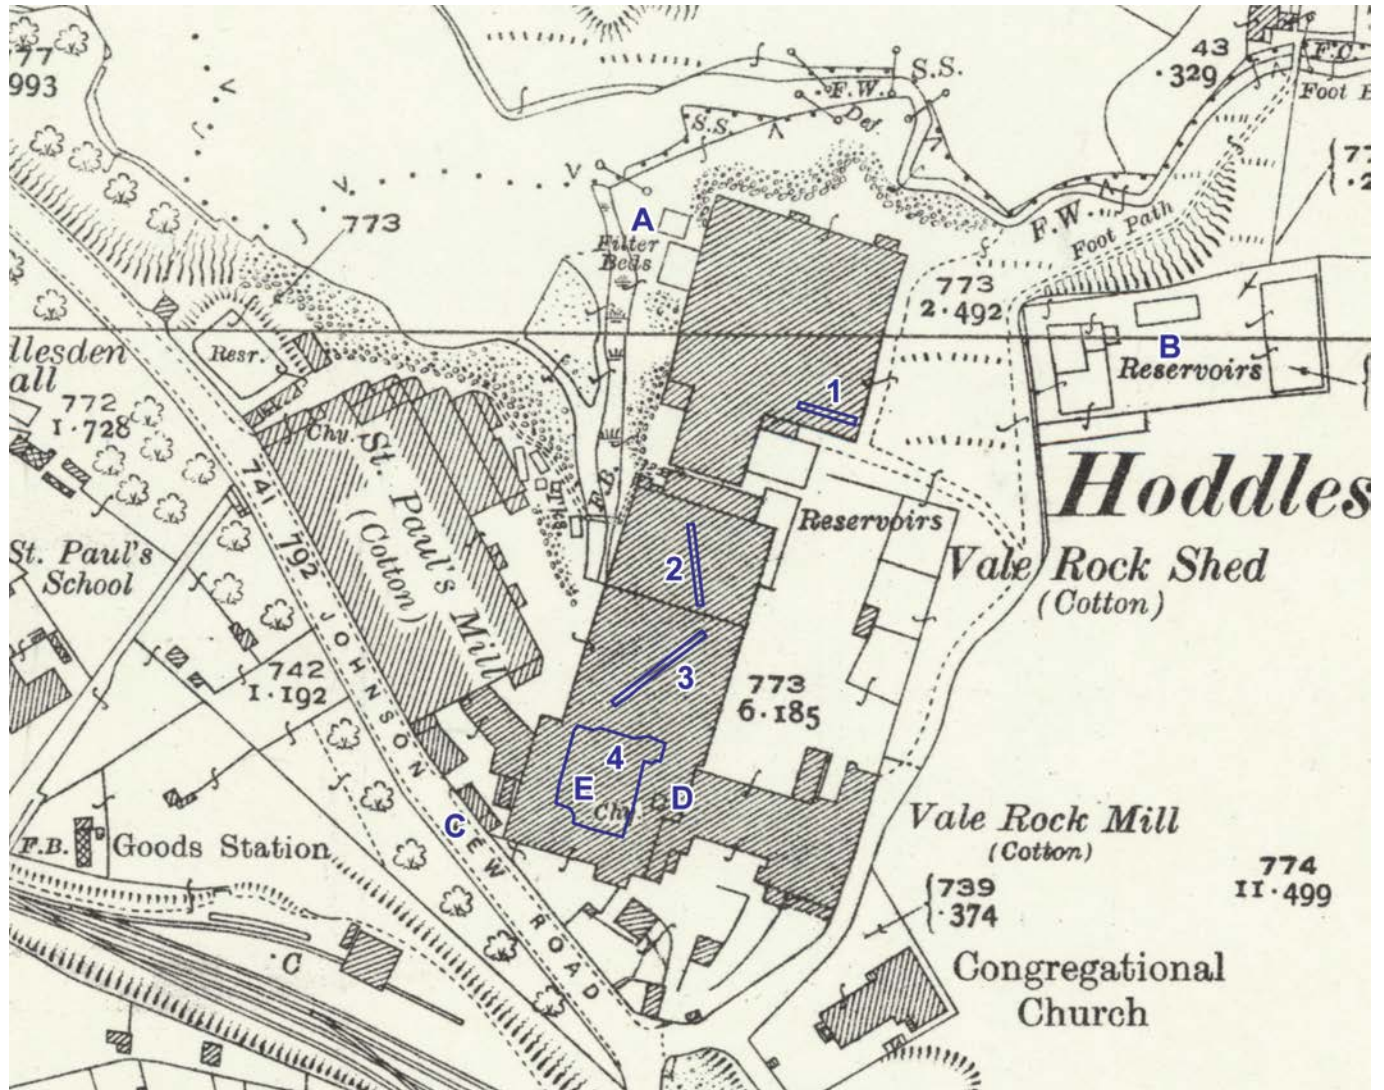 77
993
43
.329
F.C.
Foot B
S.S.
F.W.
Def.
S.S.
V
V
V
773
A
Filter
Beds
F.W.
Foot Path
773
2.492
B
Reservoirs
Resr.
llesden
all
772
1.728
Chy.
St. Paul's Mill
(Cotton)
741
792
JOHNSON NEW ROAD
F.B.
Tanks
1
Reservoirs
Hoddles
Vale Rock Shed
(Cotton)
St. Paul's
School
742
1.192
2
3
773
6.185
4
E
D
Chy.
C
Vale Rock Mill
(Cotton)
739
.374
774
11.499
F.B.
Goods Station
.C
Congregational
Church